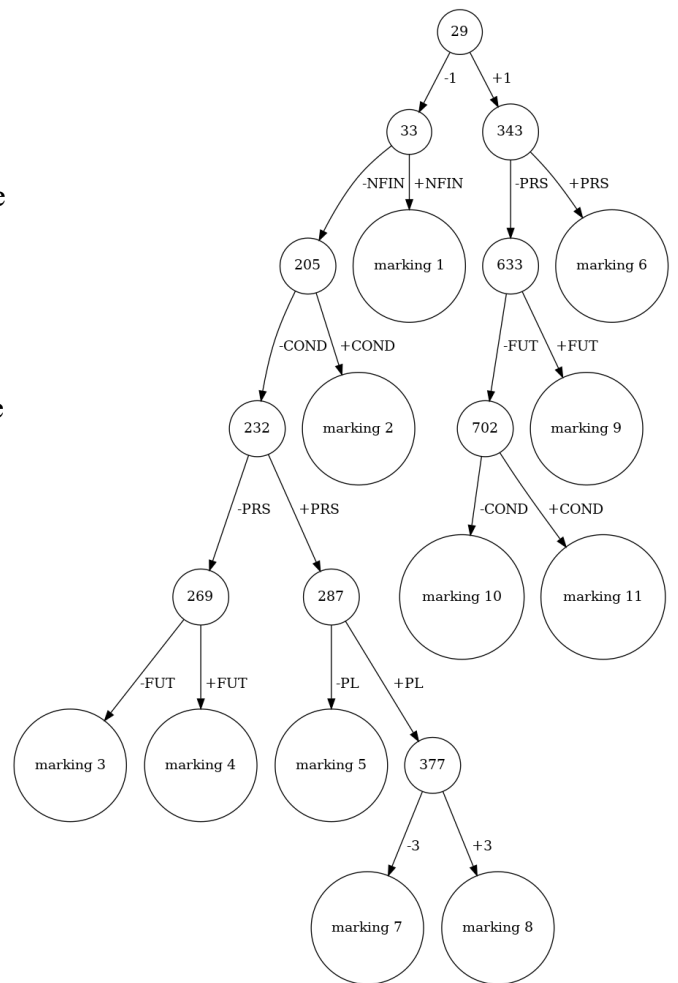 29
-1 +1
33 343
-NFIN +NFIN -PRS +PRS
e
205 marking 1 633 marking 6
-COND +COND -FUT +FUT
e
232 marking 2 702 marking 9
-PRS +PRS -COND +COND
269 287 marking 10 marking 11
-FUT +FUT -PL +PL
marking 3 marking 4 marking 5 377
-3 +3
marking 7 marking 8